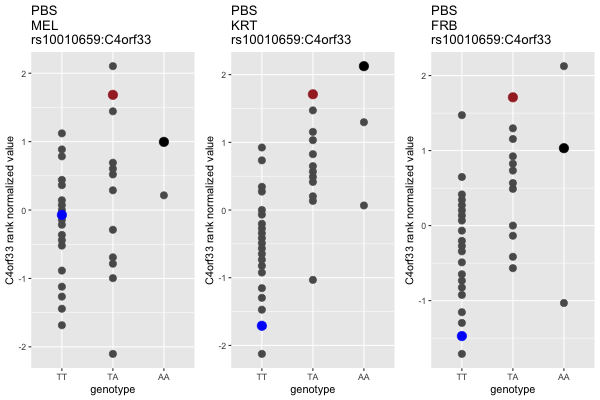 PBS
MEL
rs10010659:C4orf33
C4orf33 rank normalized value
2
1
0
-1
-2
TT
TA
AA
genotype
PBS
KRT
rs10010659:C4orf33
C4orf33 rank normalized value
2
1
0
-1
-2
TT
TA
AA
genotype
PBS
FRB
rs10010659:C4orf33
C4orf33 rank normalized value
2
1
0
-1
TT
TA
AA
genotype